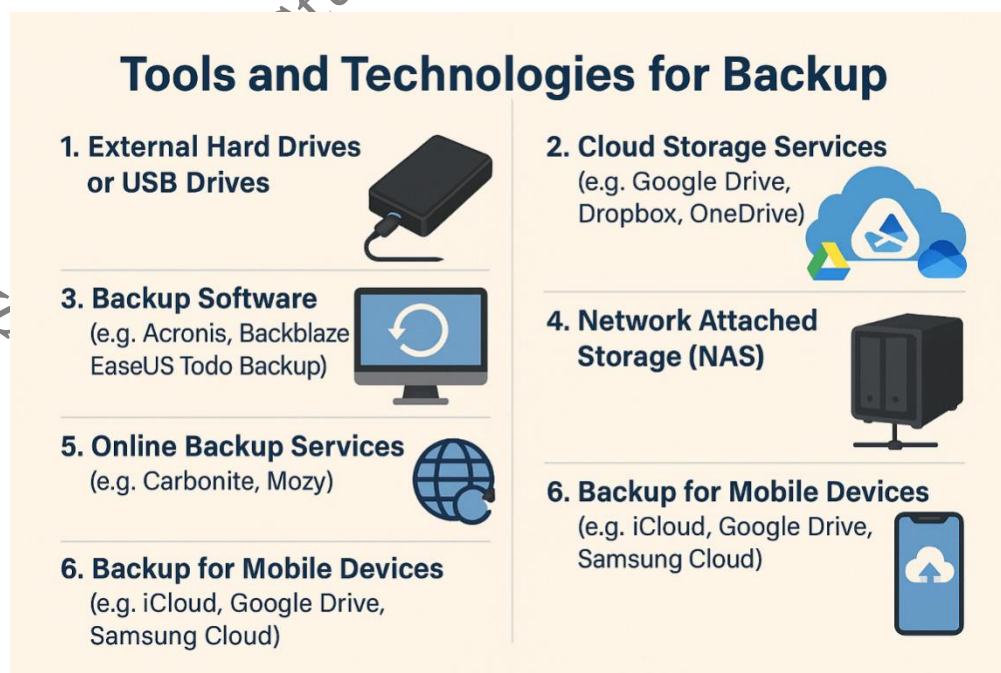 Tools and Technologies for Backup
1. External Hard Drives
or USB Drives
2. Cloud Storage Services
(e.g. Google Drive,
Dropbox, OneDrive)
3. Backup Software
(e.g. Acronis, Backblaze
EaseUS Todo Backup)
4. Network Attached
Storage (NAS)
5. Online Backup Services
(e.g. Carbonite, Mozy)
6. Backup for Mobile Devices
(e.g. iCloud, Google Drive,
Samsung Cloud)
6. Backup for Mobile Devices
(e.g. iCloud, Google Drive,
Samsung Cloud)